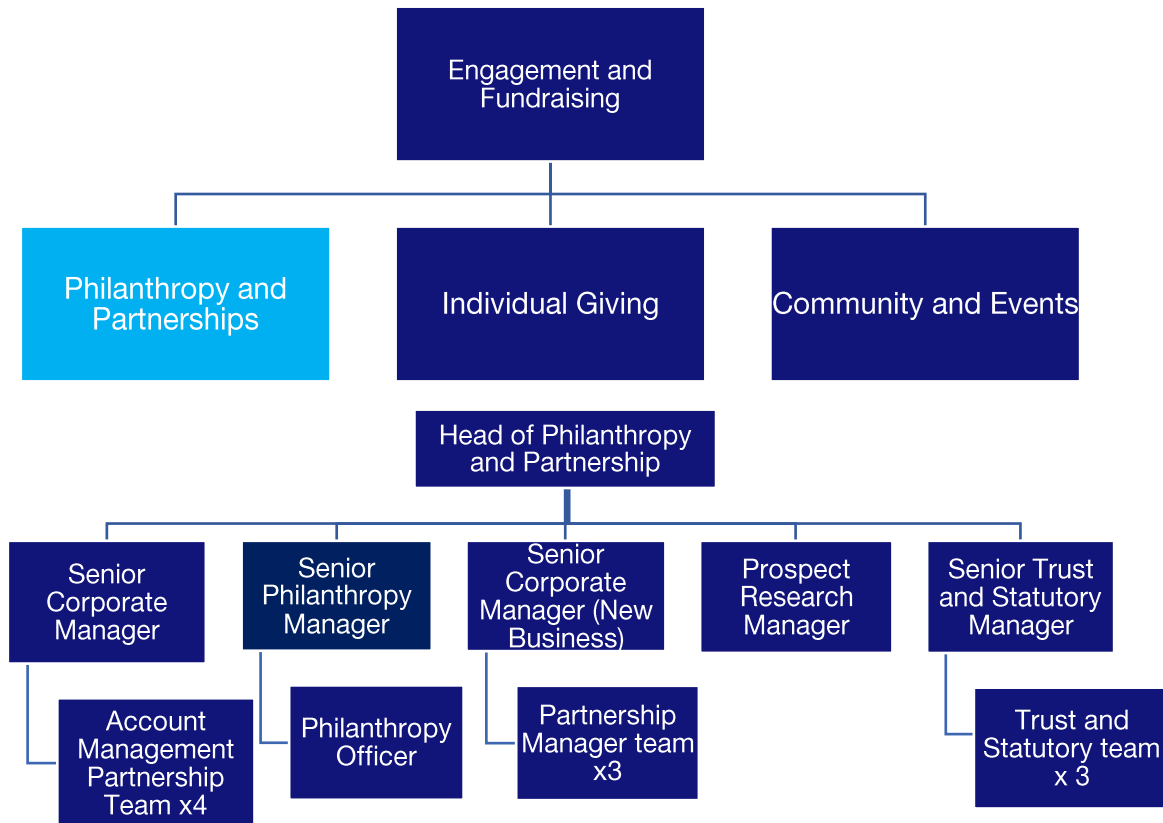 Engagement and
Fundraising
Philanthropy and
Partnerships
Individual Giving
Community and Events
Head of Philanthropy
and Partnership
Senior
Corporate
Manager
Senior
Philanthropy
Manager
Senior
Corporate
Manager (New
Business)
Prospect
Research
Manager
Senior Trust
and Statutory
Manager
Account
Management
Partnership
Team x4
Philanthropy
Officer
Partnership
Manager team
x3
Trust and
Statutory team
x 3